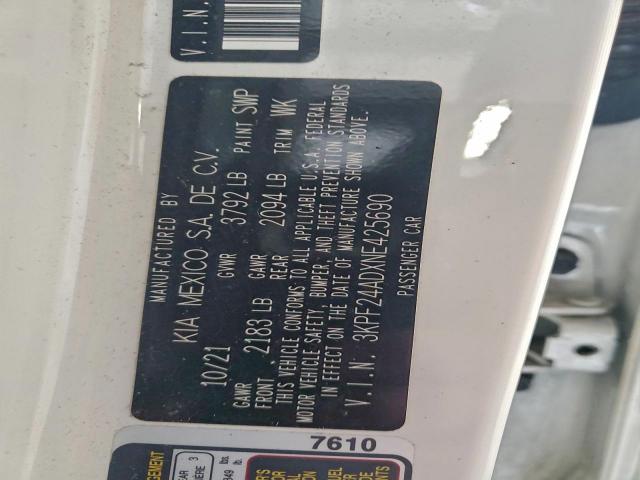 V.I.N.
MANUFACTURED BY
KIA MEXICO S.A. DE C.V.
10/21 GVWR 3792 LB PAINT SWP
GAWR FRONT 2183 LB GAWR REAR 2094 LB TRIM WK
THIS VEHICLE CONFORMS TO ALL APPLICABLE U.S.A. FEDERAL
MOTOR VEHICLE SAFETY, BUMPER, AND THEFT PREVENTION STANDARDS
IN EFFECT ON THE DATE OF MANUFACTURE SHOWN ABOVE.
V.I.N. 3KPF24ADXNE425690
PASSENGER CAR
7610
3